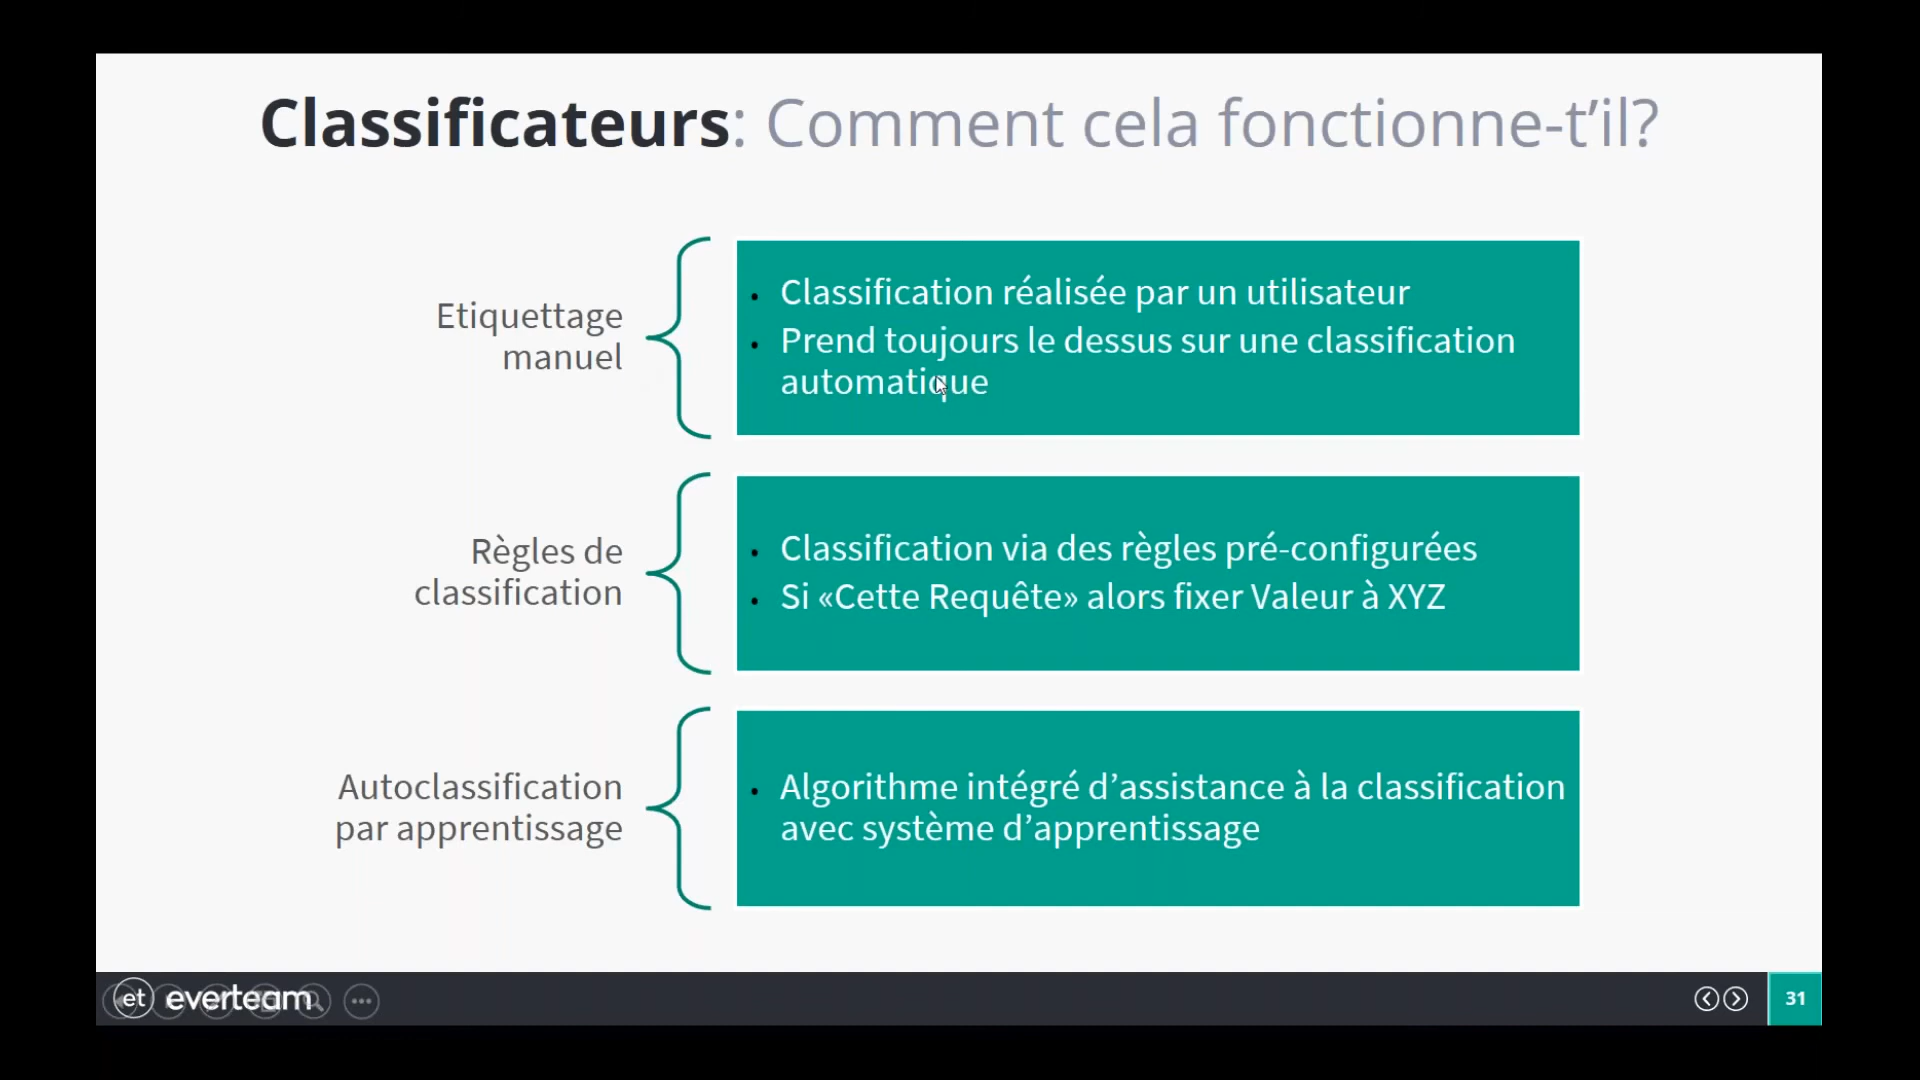 Classificateurs: Comment cela fonctionne-t’il?
Etiquettage
manuel
• Classification réalisée par un utilisateur
• Prend toujours le dessus sur une classification
automatique
Règles de
classification
• Classification via des règles pré-configurées
• Si «Cette Requête» alors fixer Valeur à XYZ
Autoclassification
par apprentissage
• Algorithme intégré d’assistance à la classification
avec système d’apprentissage
et everteam
31